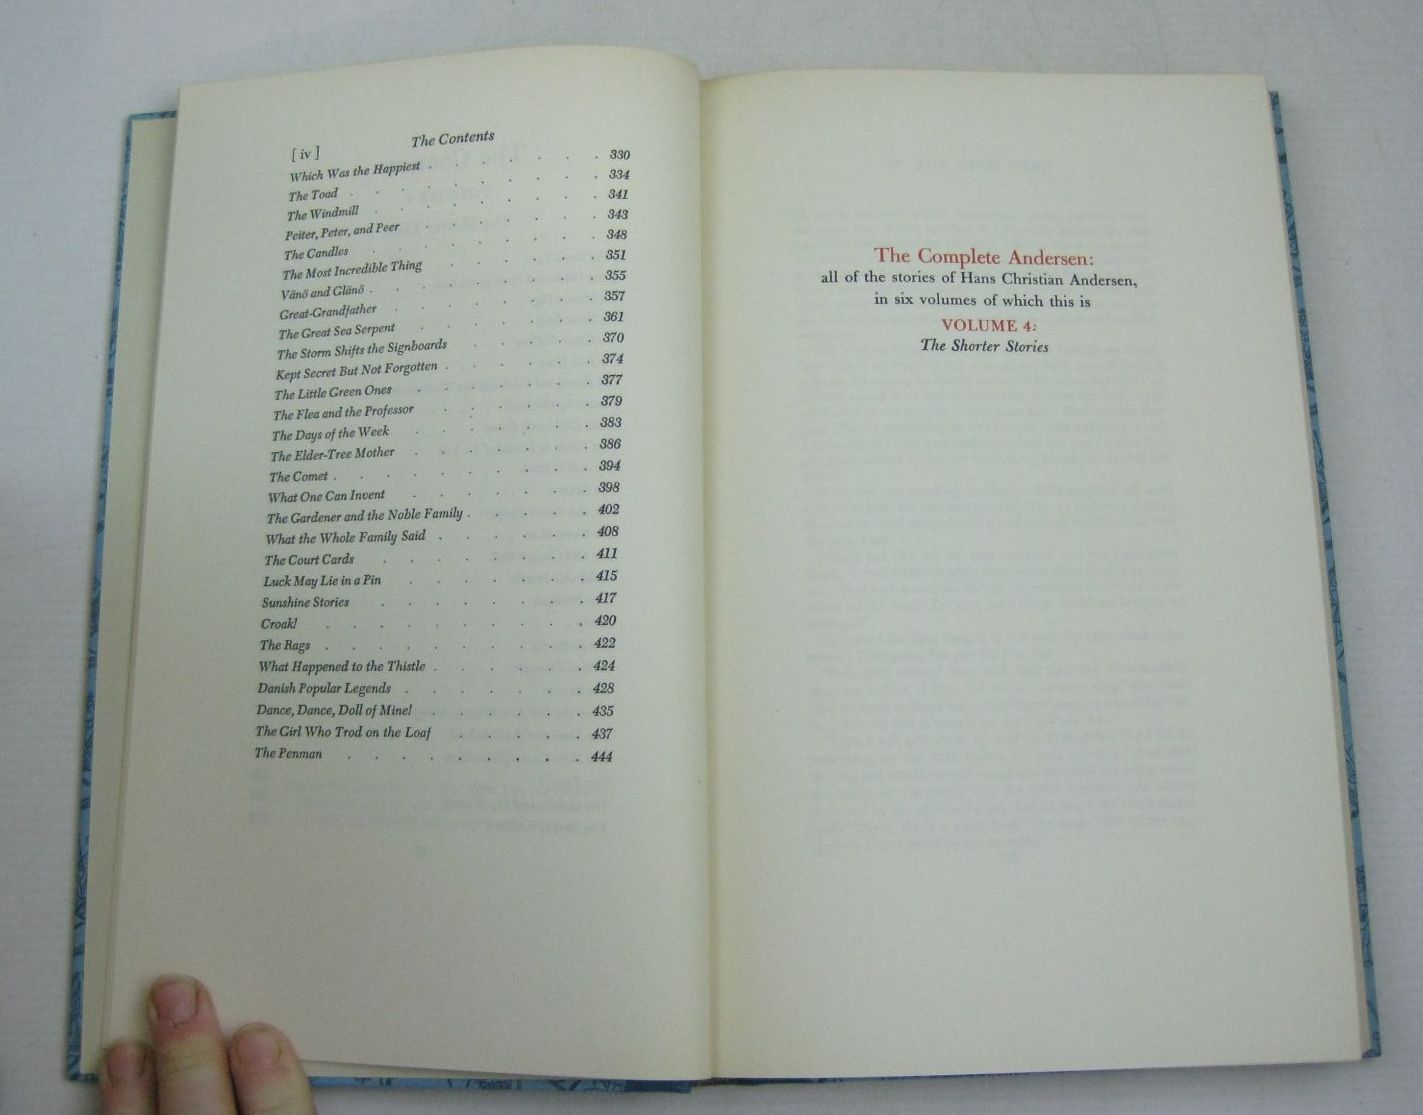 [ iv ] The Contents
Which Was the Happiest . . . . . . 330
The Toad . . . . . . . . . 334
The Windmill . . . . . . . . 341
Peiter, Peter, and Peer . . . . . . . 343
The Candles . . . . . . . . 348
The Most Incredible Thing . . . . . . 351
Vänö and Glänö . . . . . . . . 355
Great-Grandfather . . . . . . . 357
The Great Sea Serpent . . . . . . . 361
The Storm Shifts the Signboards . . . . . 370
Kept Secret But Not Forgotten . . . . . . 374
The Little Green Ones . . . . . . . 377
The Flea and the Professor . . . . . . 379
The Days of the Week . . . . . . . 383
The Elder-Tree Mother . . . . . . . 386
The Comet . . . . . . . . . . 394
What One Can Invent . . . . . . . 398
The Gardener and the Noble Family . . . . . 402
What the Whole Family Said . . . . . . 408
The Court Cards . . . . . . . . 411
Luck May Lie in a Pin . . . . . . . 415
Sunshine Stories . . . . . . . . 417
Croak! . . . . . . . . . . 420
The Rags . . . . . . . . . . 422
What Happened to the Thistle . . . . . . 424
Danish Popular Legends . . . . . . . 428
Dance, Dance, Doll of Mine! . . . . . . 435
The Girl Who Trod on the Loaf . . . . . 437
The Penman . . . . . . . . . 444
The Complete Andersen:
all of the stories of Hans Christian Andersen,
in six volumes of which this is
VOLUME 4:
The Shorter Stories